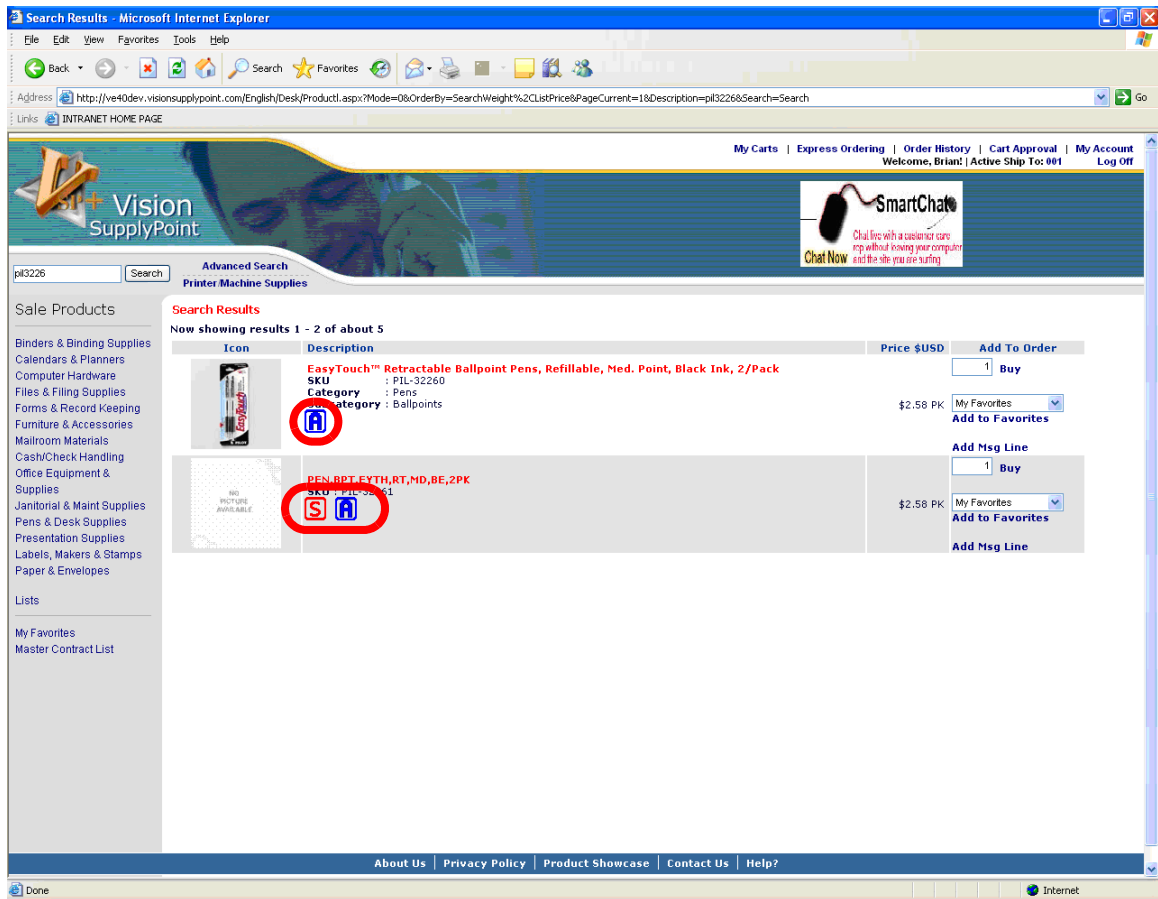 Search Results - Microsoft Internet Explorer
File Edit View Favorites Tools Help
Back Search Favorites
Address http://ve40dev.visionsupplypoint.com/English/Desk/Productl.aspx?Mode=0&OrderBy=SearchWeight%2CListPrice&PageCurrent=1&Description=pil3226&Search=Search Go
Links INTRANET HOME PAGE
My Carts | Express Ordering | Order History | Cart Approval | My Account
Welcome, Brian! | Active Ship To: 001 Log Off
VSP+ Vision
SupplyPoint
SmartChat
Chat live with a customer care
rep without leaving your computer
Chat Now and the site you are surfing
pil3226 Search
Advanced Search
Printer/Machine Supplies
Sale Products
Binders & Binding Supplies
Calendars & Planners
Computer Hardware
Files & Filing Supplies
Forms & Record Keeping
Furniture & Accessories
Mailroom Materials
Cash/Check Handling
Office Equipment &
Supplies
Janitorial & Maint Supplies
Pens & Desk Supplies
Presentation Supplies
Labels, Makers & Stamps
Paper & Envelopes
Lists
My Favorites
Master Contract List
Search Results
Now showing results 1 - 2 of about 5
Icon Description Price $USD Add To Order
EasyTouch
EasyTouch™ Retractable Ballpoint Pens, Refillable, Med. Point, Black Ink, 2/Pack
SKU : PIL-32260
Category : Pens
Subcategory : Ballpoints
A
$2.58 PK
1 Buy
My Favorites
Add to Favorites
Add Msg Line
NO
PICTURE
AVAILABLE
PEN,BPT,EYTH,RT,MD,BE,2PK
SKU : PIL-32261
S A
$2.58 PK
1 Buy
My Favorites
Add to Favorites
Add Msg Line
About Us | Privacy Policy | Product Showcase | Contact Us | Help?
Done Internet